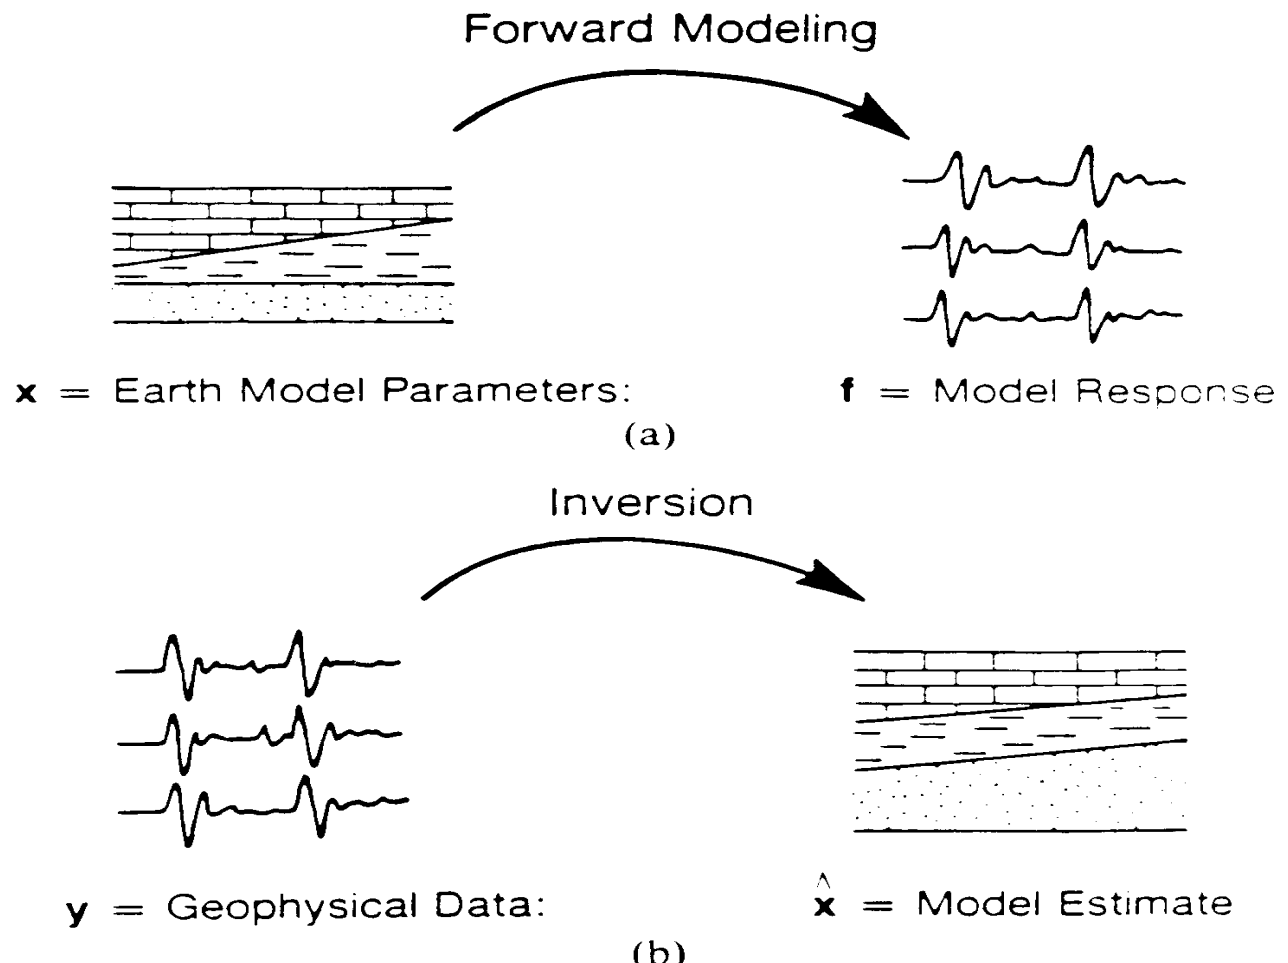 Forward Modeling
x = Earth Model Parameters:
f = Model Response
(a)
Inversion
y = Geophysical Data:
x̂ = Model Estimate
(b)